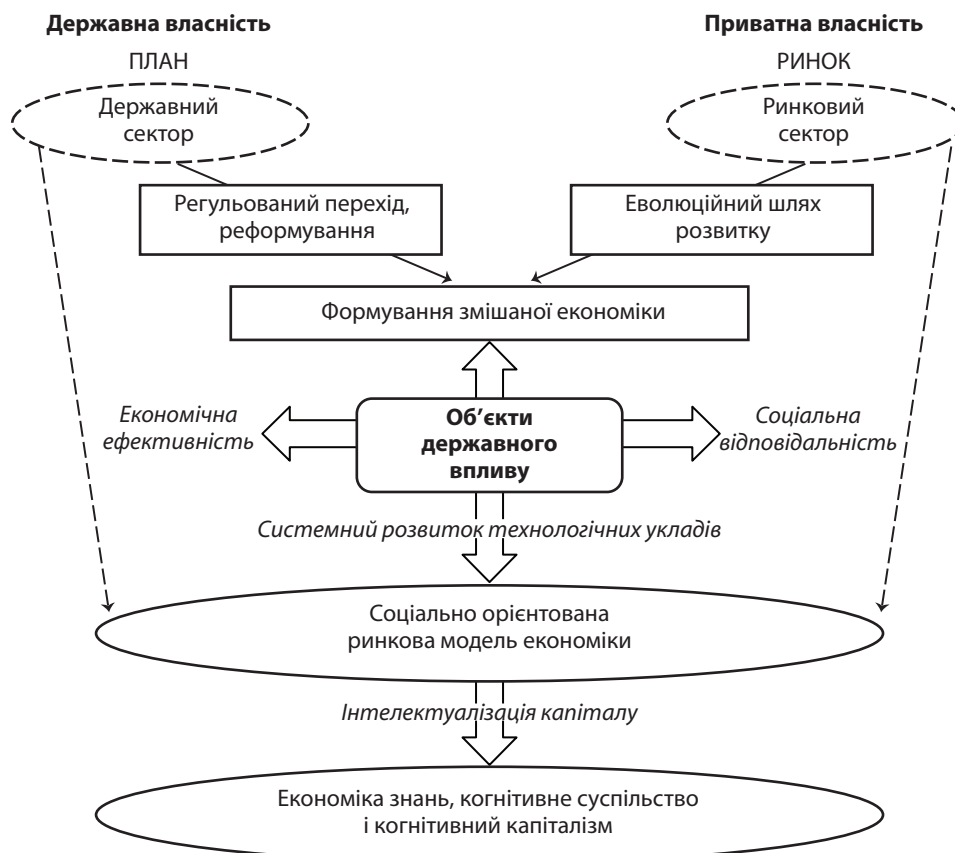 Державна власність
Приватна власність
ПЛАН
РИНОК
Державний
сектор
Ринковий
сектор
Регульований перехід,
реформування
Еволюційний шлях
розвитку
Формування змішаної економіки
Економічна
ефективність
Об’єкти
державного
впливу
Соціальна
відповідальність
Системний розвиток технологічних укладів
Соціально орієнтована
ринкова модель економіки
Інтелектуалізація капіталу
Економіка знань, когнітивне суспільство
і когнітивний капіталізм